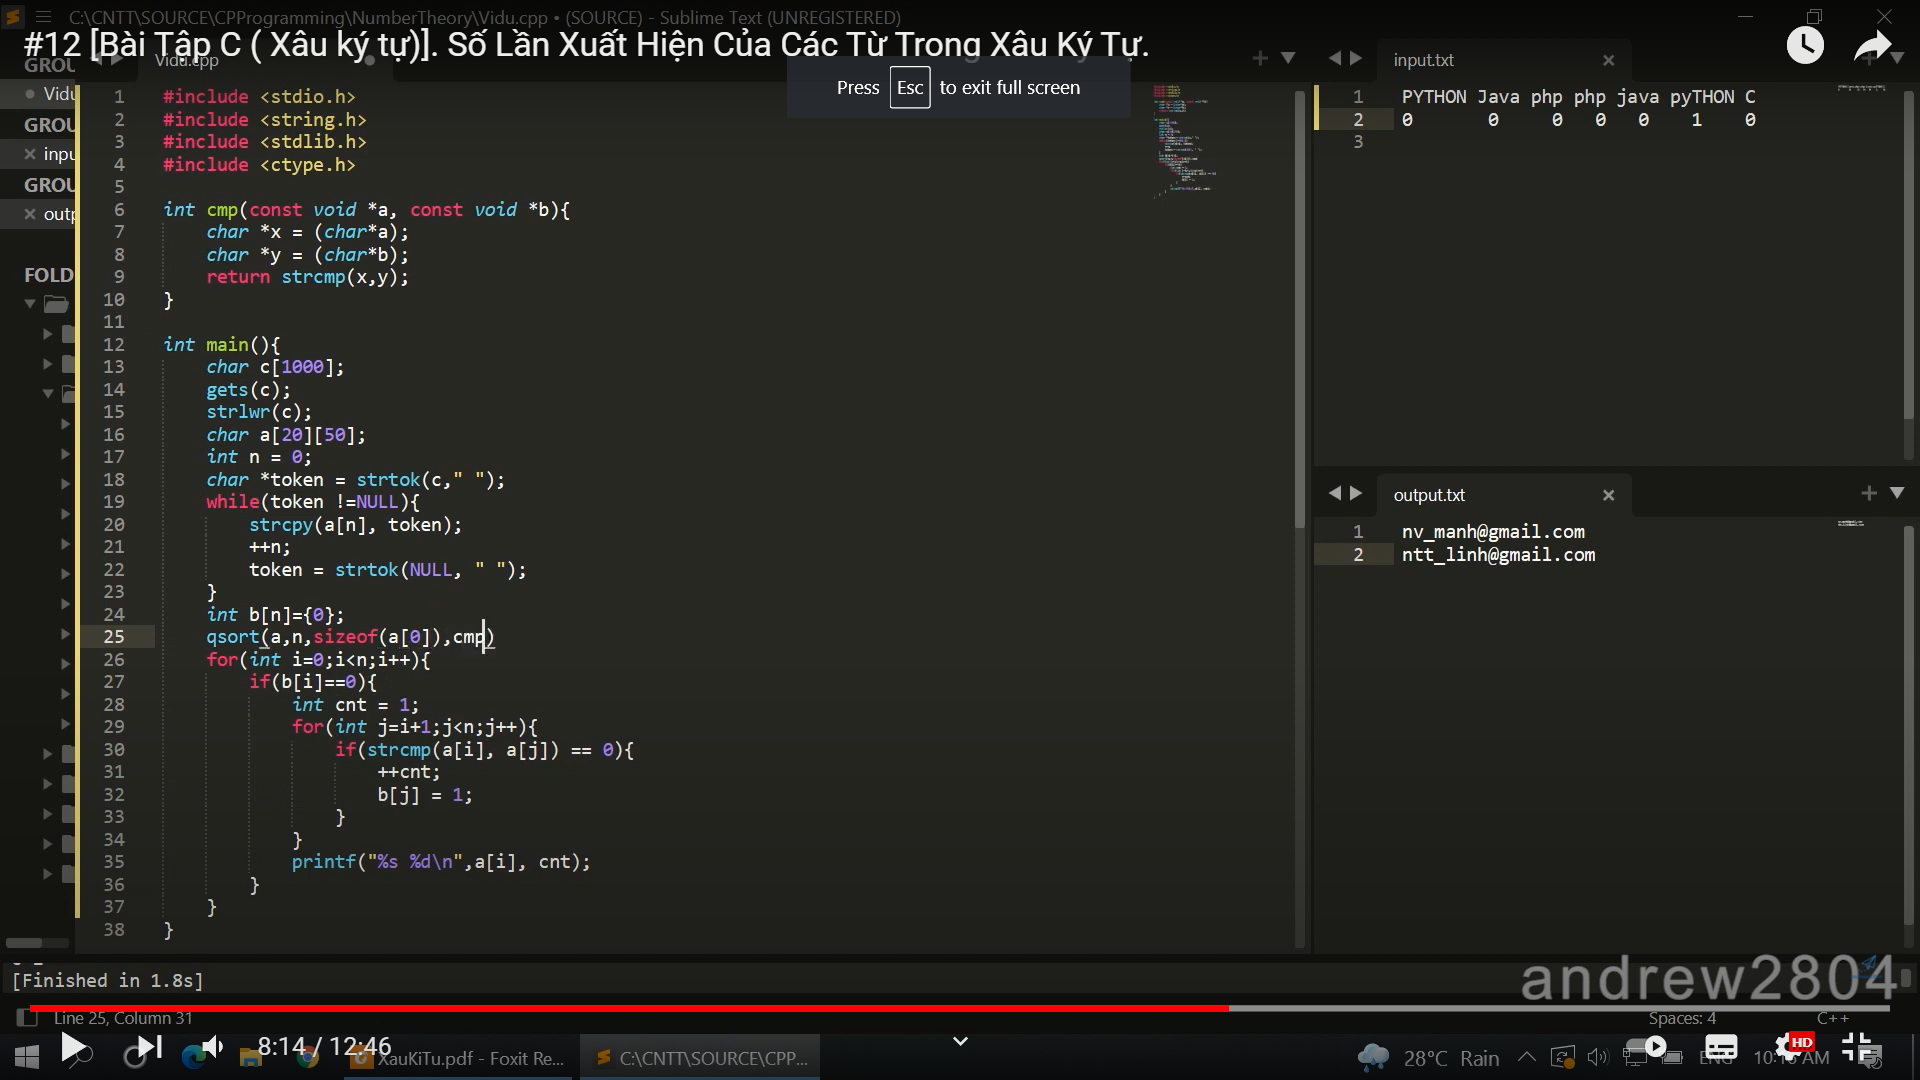 C:\CNTT\SOURCE\CPProgramming\NumberTheory\Vidu.cpp • (SOURCE) - Sublime Text (UNREGISTERED)
#12 [Bài Tập C ( Xâu ký tự)]. Số Lần Xuất Hiện Của Các Từ Trong Xâu Ký Tự.
Press Esc to exit full screen
GROU
Vidu
GROU
inpu
GROU
outp
FOLD
Vidu.cpp
1 #include <stdio.h>
2 #include <string.h>
3 #include <stdlib.h>
4 #include <ctype.h>
5
6 int cmp(const void *a, const void *b){
7 char *x = (char*a);
8 char *y = (char*b);
9 return strcmp(x,y);
10 }
11
12 int main(){
13 char c[1000];
14 gets(c);
15 strlwr(c);
16 char a[20][50];
17 int n = 0;
18 char *token = strtok(c," ");
19 while(token !=NULL){
20 strcpy(a[n], token);
21 ++n;
22 token = strtok(NULL, " ");
23 }
24 int b[n]={0};
25 qsort(a,n,sizeof(a[0]),cmp)
26 for(int i=0;i<n;i++){
27 if(b[i]==0){
28 int cnt = 1;
29 for(int j=i+1;j<n;j++){
30 if(strcmp(a[i], a[j]) == 0){
31 ++cnt;
32 b[j] = 1;
33 }
34 }
35 printf("%s %d\n",a[i], cnt);
36 }
37 }
38 }
input.txt
1 PYTHON Java php php java pyTHON C
2 0 0 0 0 0 1 0
3
output.txt
1 nv_manh@gmail.com
2 ntt_linh@gmail.com
[Finished in 1.8s]
andrew2804
Line 25, Column 31
Spaces: 4
C++
8:14 / 12:46
XauKiTu.pdf - Foxit Re...
C:\CNTT\SOURCE\CPP...
28°C Rain
HD
ENG
AM